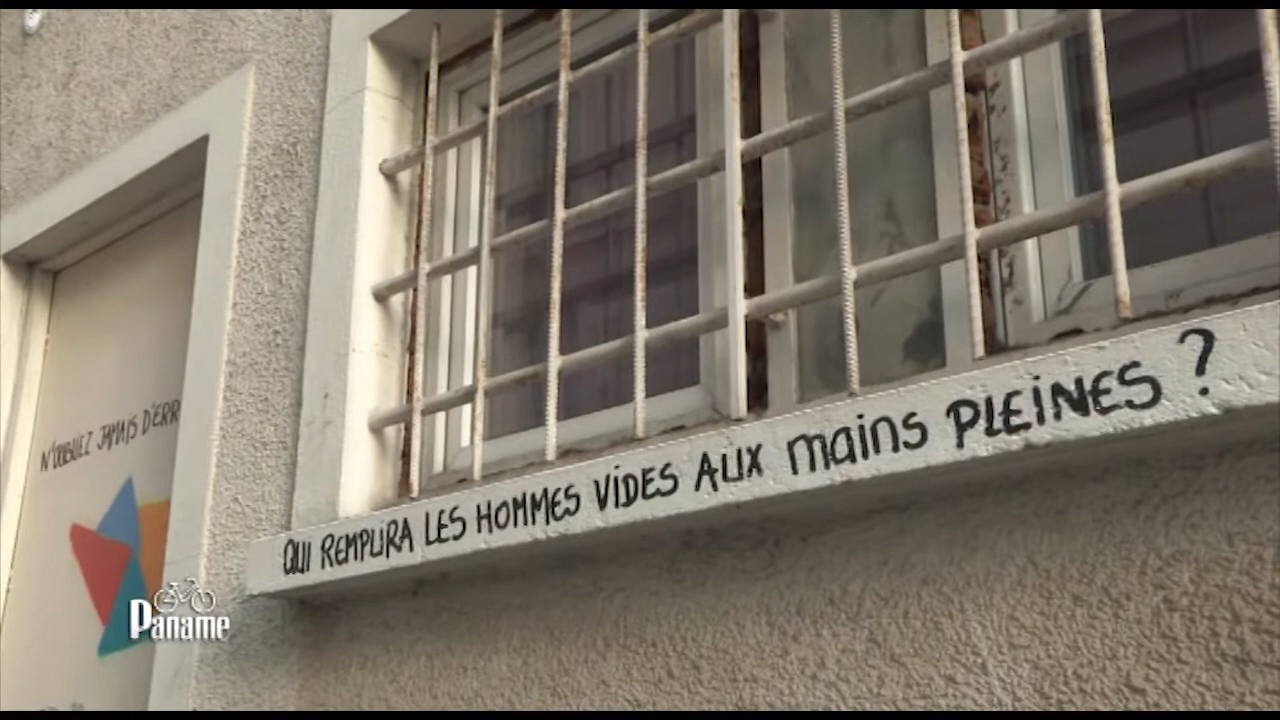 N'OUBLIEZ JAMAIS D'ERR
QUI REMPLIRA LES HOMMES VIDES AUX mains PLEINES ?
Paname